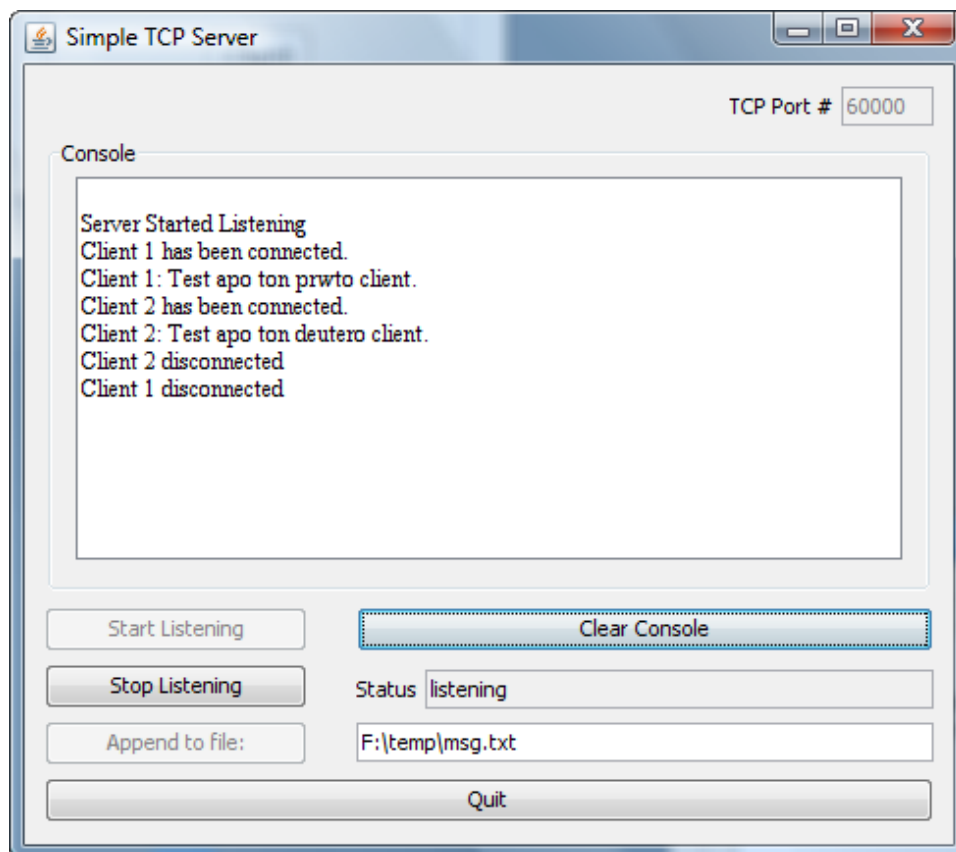 Simple TCP Server
TCP Port # 60000
Console
Server Started Listening
Client 1 has been connected.
Client 1: Test apo ton prwto client.
Client 2 has been connected.
Client 2: Test apo ton deutero client.
Client 2 disconnected
Client 1 disconnected
Start Listening
Clear Console
Stop Listening
Status listening
Append to file:
F:\temp\msg.txt
Quit